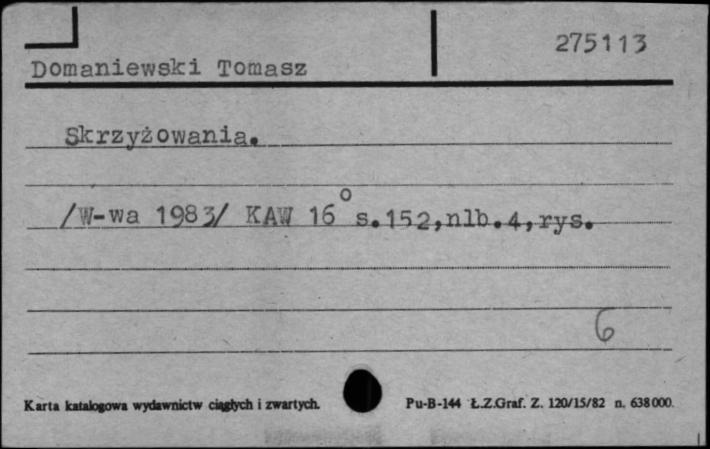 275113
Domaniewski Tomasz
Skrzyżowania.
/W-wa 1983/ KAW 16° s.152,nlb.4,rys.
6
Karta katalogowa wydawnictw ciągłych i zwartych.
Pu-B-144 Ł.Z.Graf. Z. 120/15/82 n. 638000.